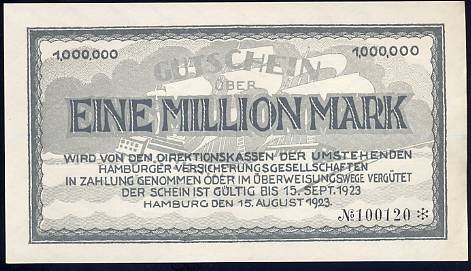 1,000,000 1,000,000
GUTSCHEIN
ÜBER
EINE MILLION MARK
WIRD VON DEN DIREKTIONSKASSEN DER UMSTEHENDEN
HAMBURGER VERSICHERUNGSGESELLSCHAFTEN
IN ZAHLUNG GENOMMEN ODER IM ÜBERWEISUNGSWEGE VERGÜTET
DER SCHEIN IST GÜLTIG BIS 15. SEPT. 1923
HAMBURG DEN 15. AUGUST 1923.
№ 100120 *